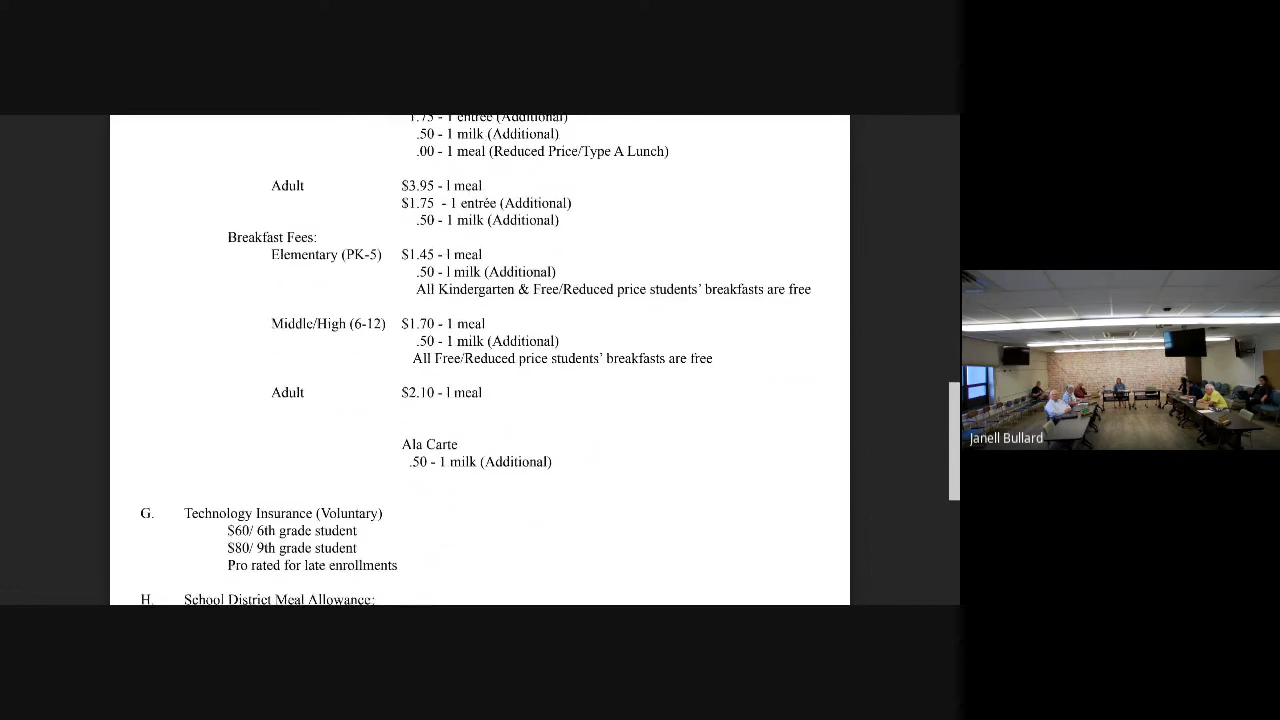 1.75 - 1 entrée (Additional)
.50 - 1 milk (Additional)
.00 - 1 meal (Reduced Price/Type A Lunch)
Adult $3.95 - l meal
$1.75 - 1 entrée (Additional)
.50 - 1 milk (Additional)
Breakfast Fees:
Elementary (PK-5) $1.45 - l meal
.50 - l milk (Additional)
All Kindergarten & Free/Reduced price students’ breakfasts are free
Middle/High (6-12) $1.70 - 1 meal
.50 - 1 milk (Additional)
All Free/Reduced price students’ breakfasts are free
Adult $2.10 - l meal
Ala Carte
.50 - 1 milk (Additional)
G. Technology Insurance (Voluntary)
$60/ 6th grade student
$80/ 9th grade student
Pro rated for late enrollments
H. School District Meal Allowance:
Janell Bullard